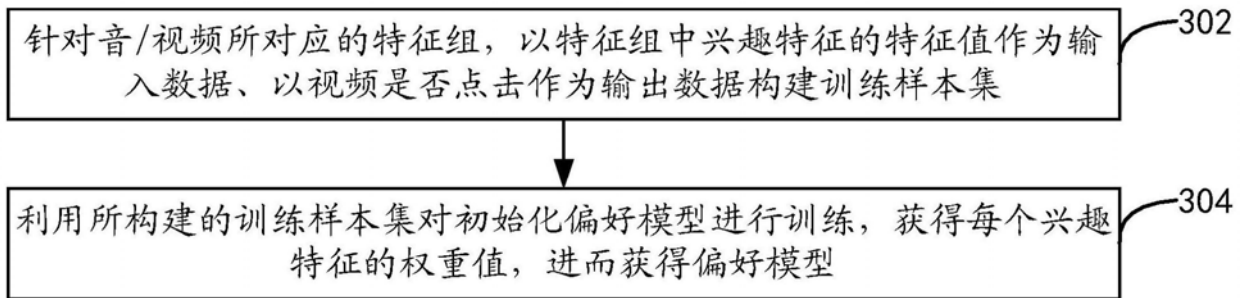 针对音/视频所对应的特征组，以特征组中兴趣特征的特征值作为输
入数据、以视频是否点击作为输出数据构建训练样本集
302
利用所构建的训练样本集对初始化偏好模型进行训练，获得每个兴趣
特征的权重值，进而获得偏好模型
304